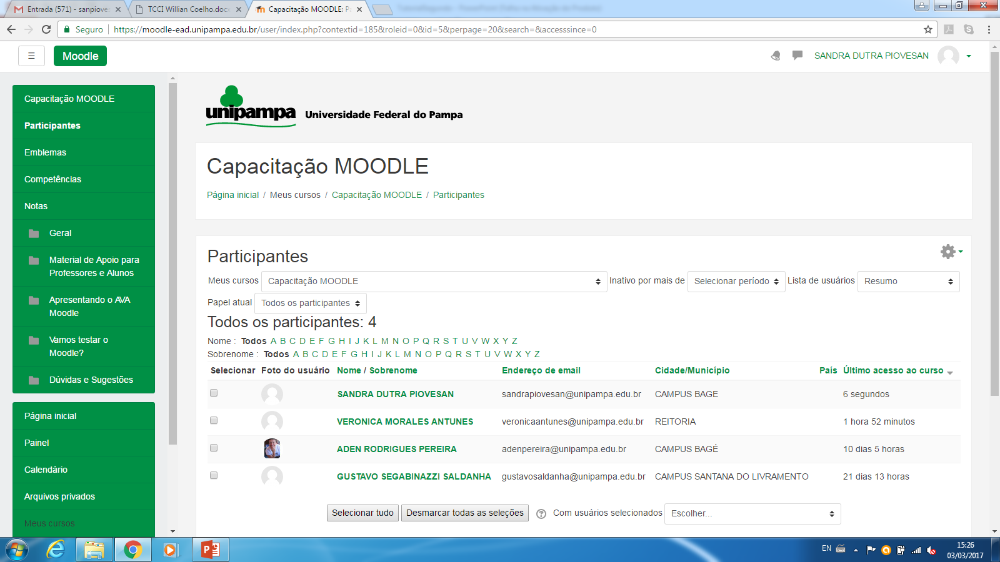 Entrada (571) - sanpiove
TCCI Willian Coelho.docx
Capacitação MOODLE: P
Seguro https://moodle-ead.unipampa.edu.br/user/index.php?contextid=185&roleid=0&id=5&perpage=20&search=&accesssince=0
Moodle
SANDRA DUTRA PIOVESAN
Capacitação MOODLE
Participantes
Emblemas
Competências
Notas
Geral
Material de Apoio para
Professores e Alunos
Apresentando o AVA
Moodle
Vamos testar o
Moodle?
Dúvidas e Sugestões
Página inicial
Painel
Calendário
Arquivos privados
Meus cursos
unipampa Universidade Federal do Pampa
Capacitação MOODLE
Página inicial / Meus cursos / Capacitação MOODLE / Participantes
Participantes
Meus cursos Capacitação MOODLE Inativo por mais de Selecionar período Lista de usuários Resumo
Papel atual Todos os participantes
Todos os participantes: 4
Nome : Todos A B C D E F G H I J K L M N O P Q R S T U V W X Y Z
Sobrenome : Todos A B C D E F G H I J K L M N O P Q R S T U V W X Y Z
Selecionar Foto do usuário Nome / Sobrenome Endereço de email Cidade/Município País Último acesso ao curso
SANDRA DUTRA PIOVESAN sandrapiovesan@unipampa.edu.br CAMPUS BAGE 6 segundos
VERONICA MORALES ANTUNES veronicaantunes@unipampa.edu.br REITORIA 1 hora 52 minutos
ADEN RODRIGUES PEREIRA adenpereira@unipampa.edu.br CAMPUS BAGÉ 10 dias 5 horas
GUSTAVO SEGABINAZZI SALDANHA gustavosaldanha@unipampa.edu.br CAMPUS SANTANA DO LIVRAMENTO 21 dias 13 horas
Selecionar tudo Desmarcar todas as seleções Com usuários selecionados Escolher...
EN
15:26
03/03/2017